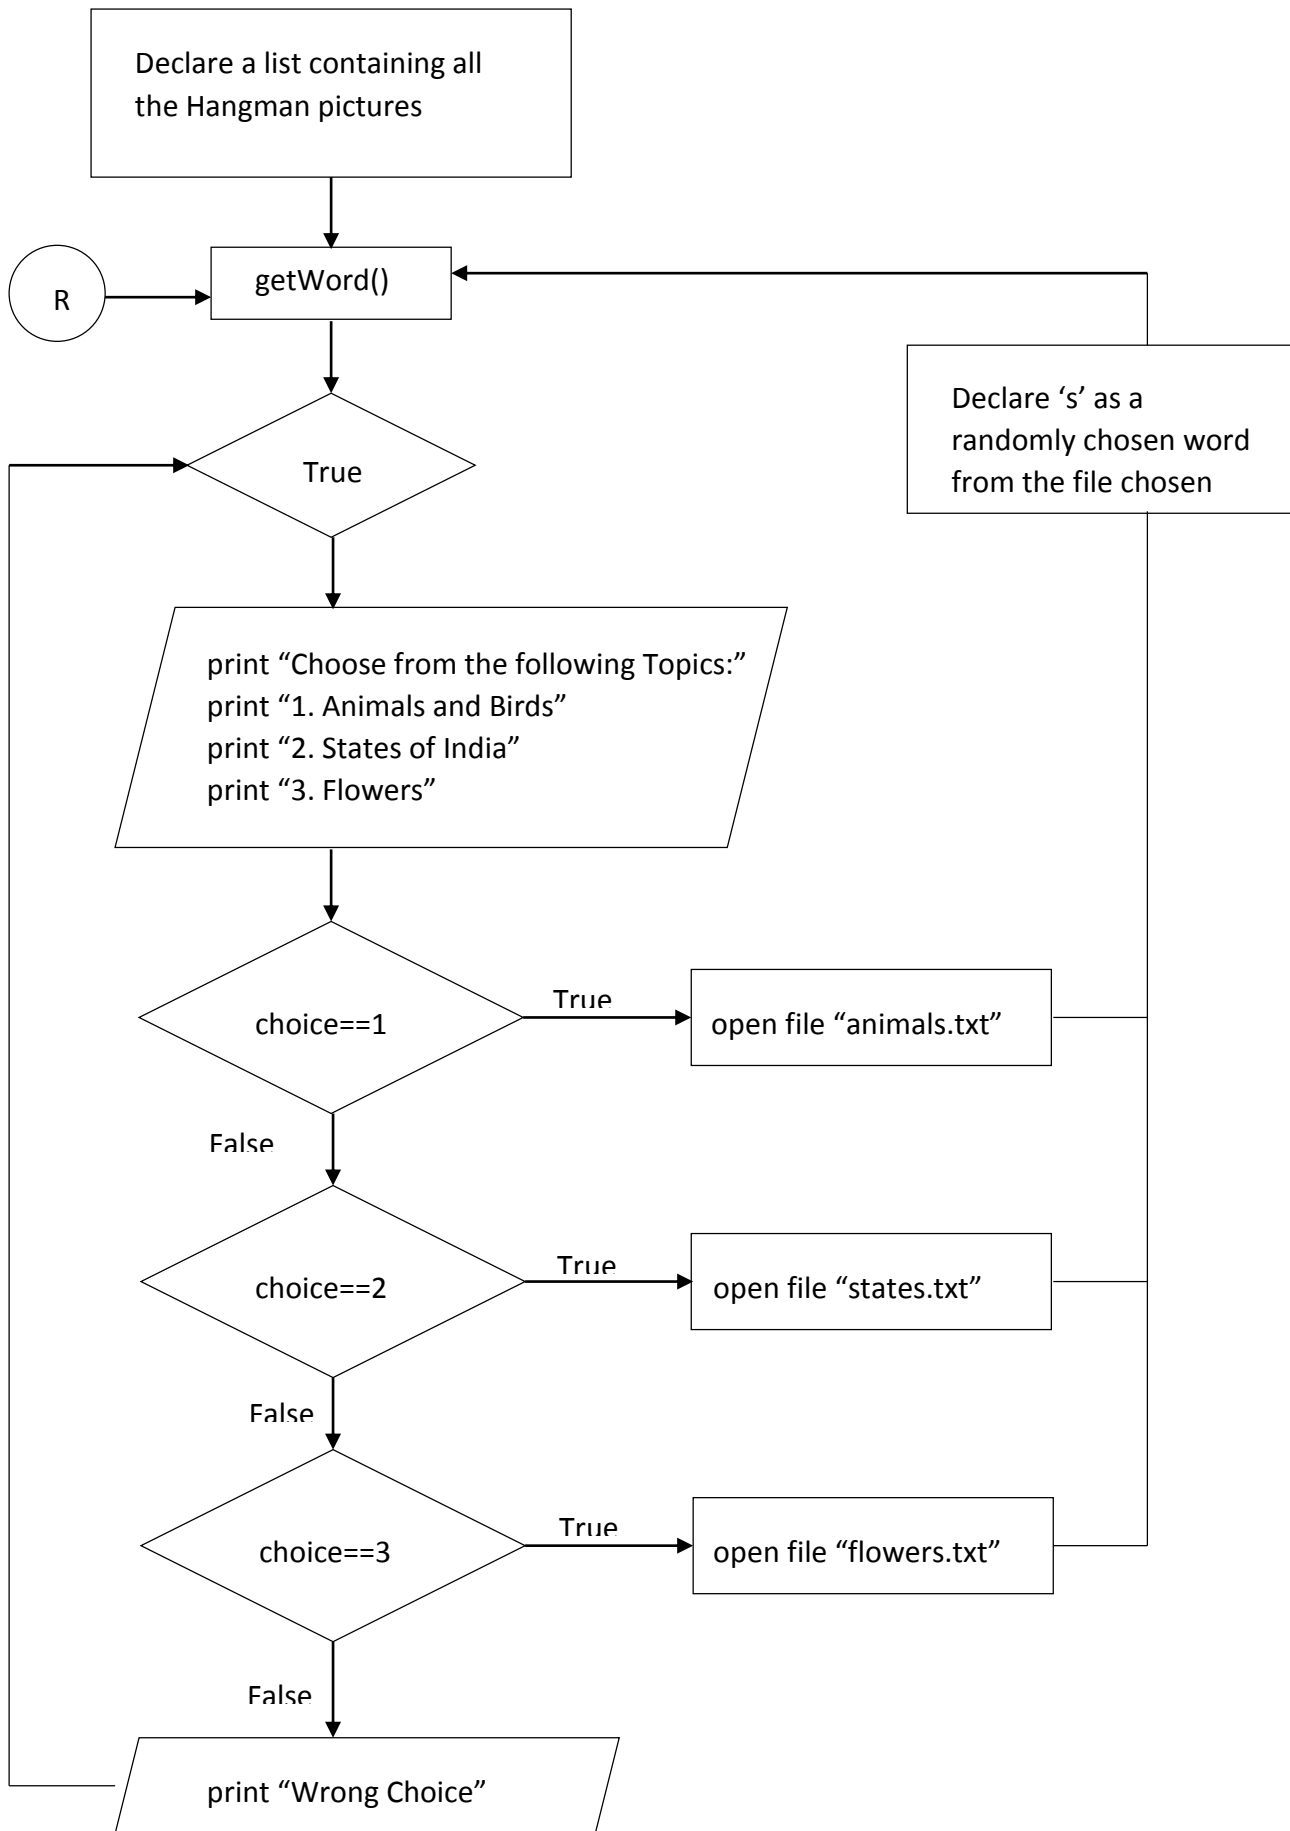 Declare a list containing all
the Hangman pictures
R
getWord()
True
Declare ‘s’ as a
randomly chosen word
from the file chosen
print “Choose from the following Topics:”
print “1. Animals and Birds”
print “2. States of India”
print “3. Flowers”
choice==1
True
open file “animals.txt”
False
choice==2
True
open file “states.txt”
False
choice==3
True
open file “flowers.txt”
False
print “Wrong Choice”